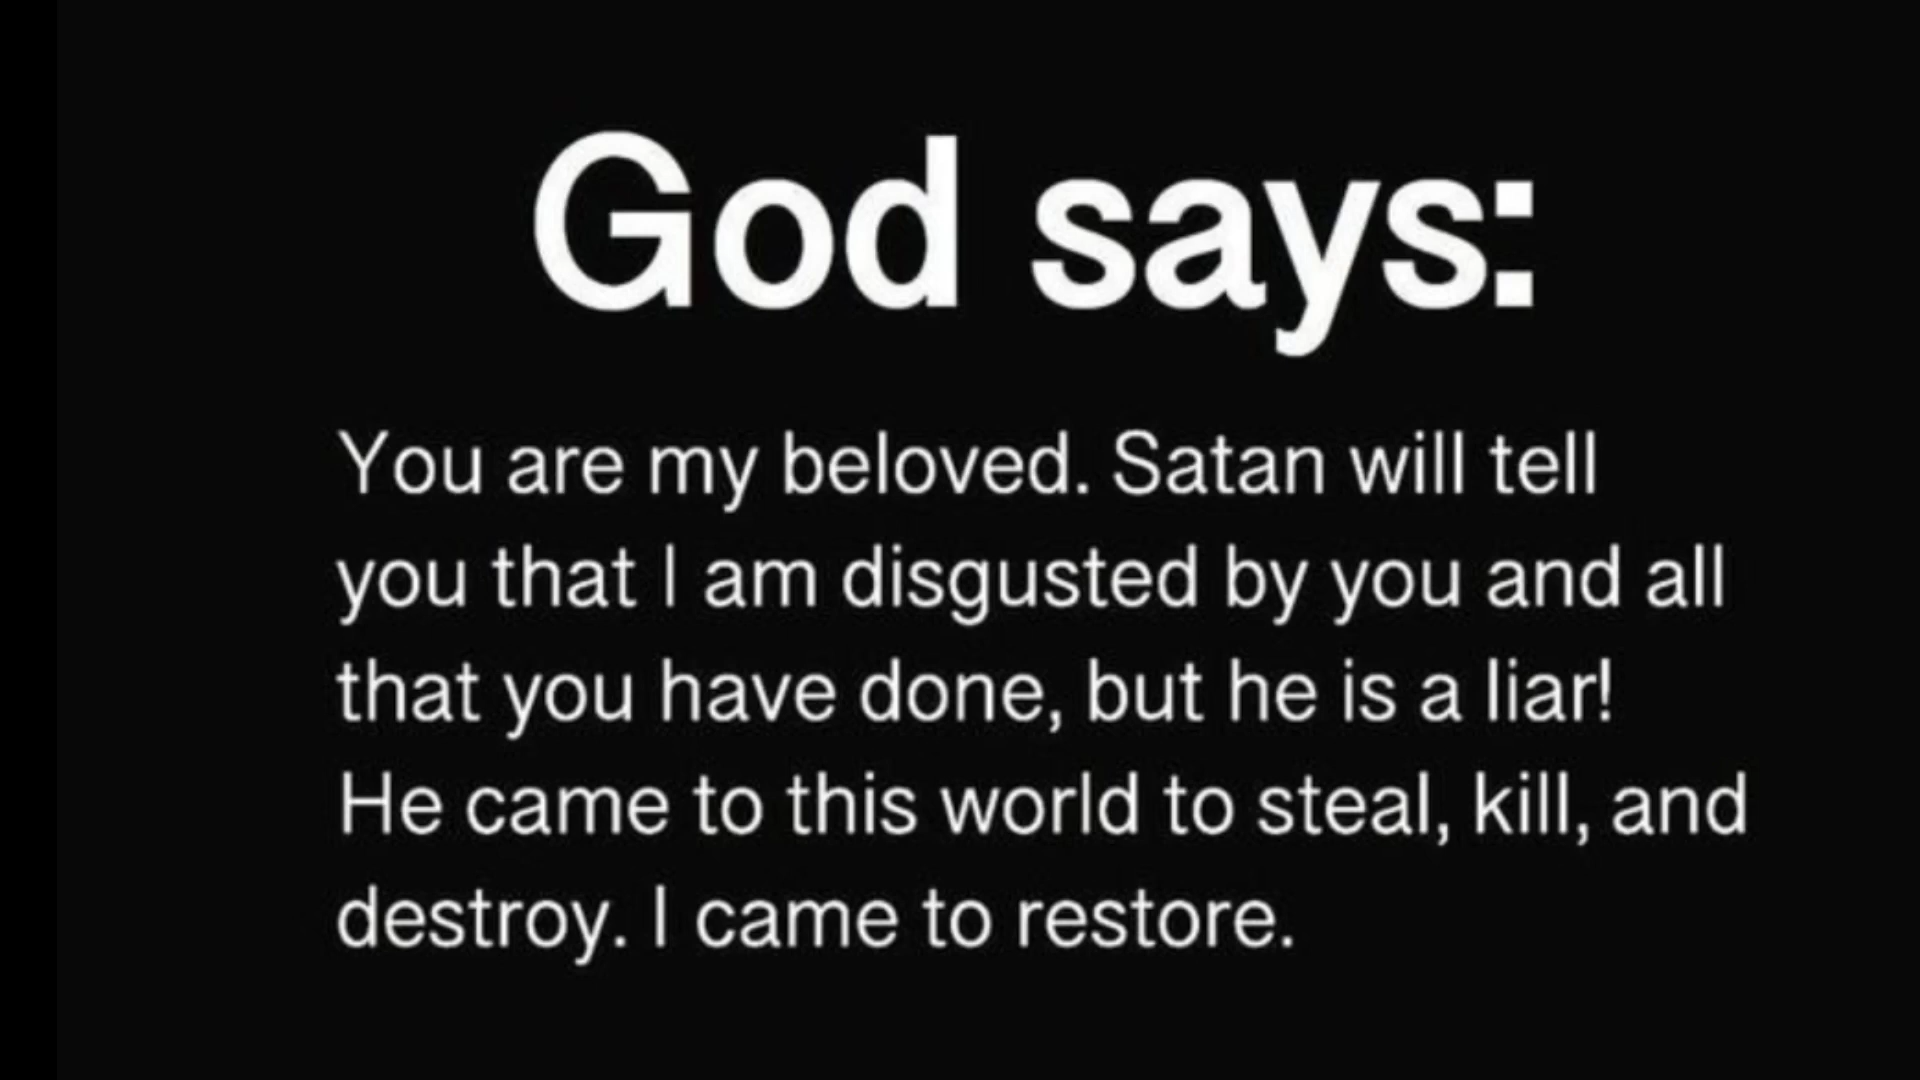 God says:
You are my beloved. Satan will tell
you that I am disgusted by you and all
that you have done, but he is a liar!
He came to this world to steal, kill, and
destroy. I came to restore.